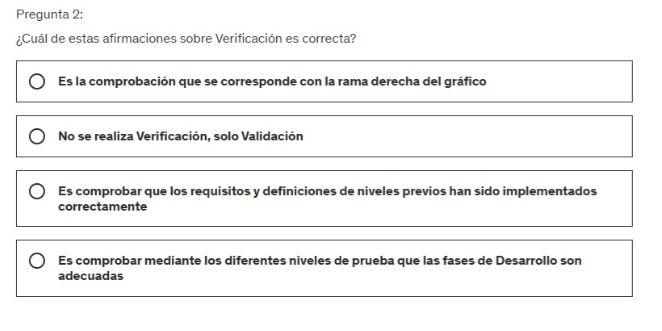 Pregunta 2:
¿Cuál de estas afirmaciones sobre Verificación es correcta?
Es la comprobación que se corresponde con la rama derecha del gráfico
No se realiza Verificación, solo Validación
Es comprobar que los requisitos y definiciones de niveles previos han sido implementados
correctamente
Es comprobar mediante los diferentes niveles de prueba que las fases de Desarrollo son
adecuadas